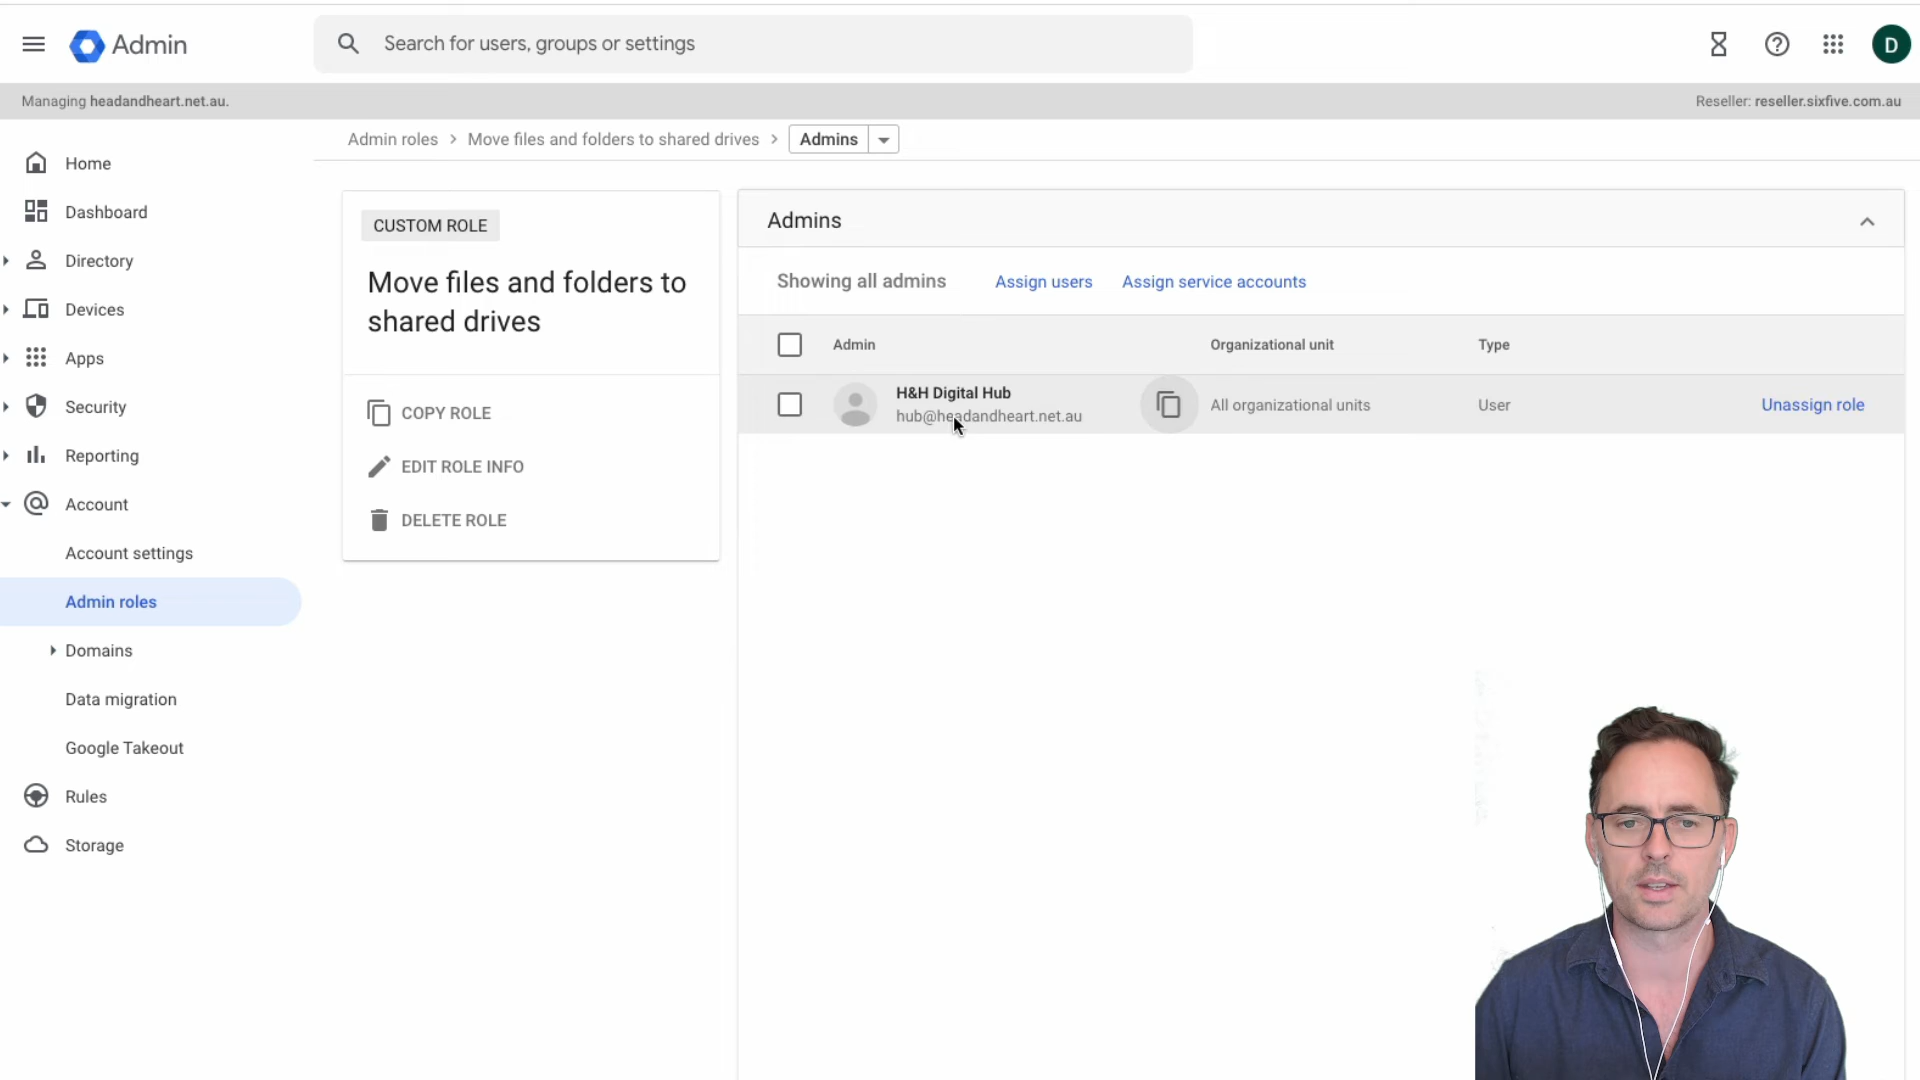 Admin
Search for users, groups or settings
D
Managing headandheart.net.au.
Reseller: reseller.sixfive.com.au
Admin roles > Move files and folders to shared drives > Admins
Home
Dashboard
Directory
Devices
Apps
Security
Reporting
Account
Account settings
Admin roles
Domains
Data migration
Google Takeout
Rules
Storage
CUSTOM ROLE
Move files and folders to
shared drives
COPY ROLE
EDIT ROLE INFO
DELETE ROLE
Admins
Showing all admins Assign users Assign service accounts
Admin Organizational unit Type
H&H Digital Hub
hub@headandheart.net.au
All organizational units User Unassign role